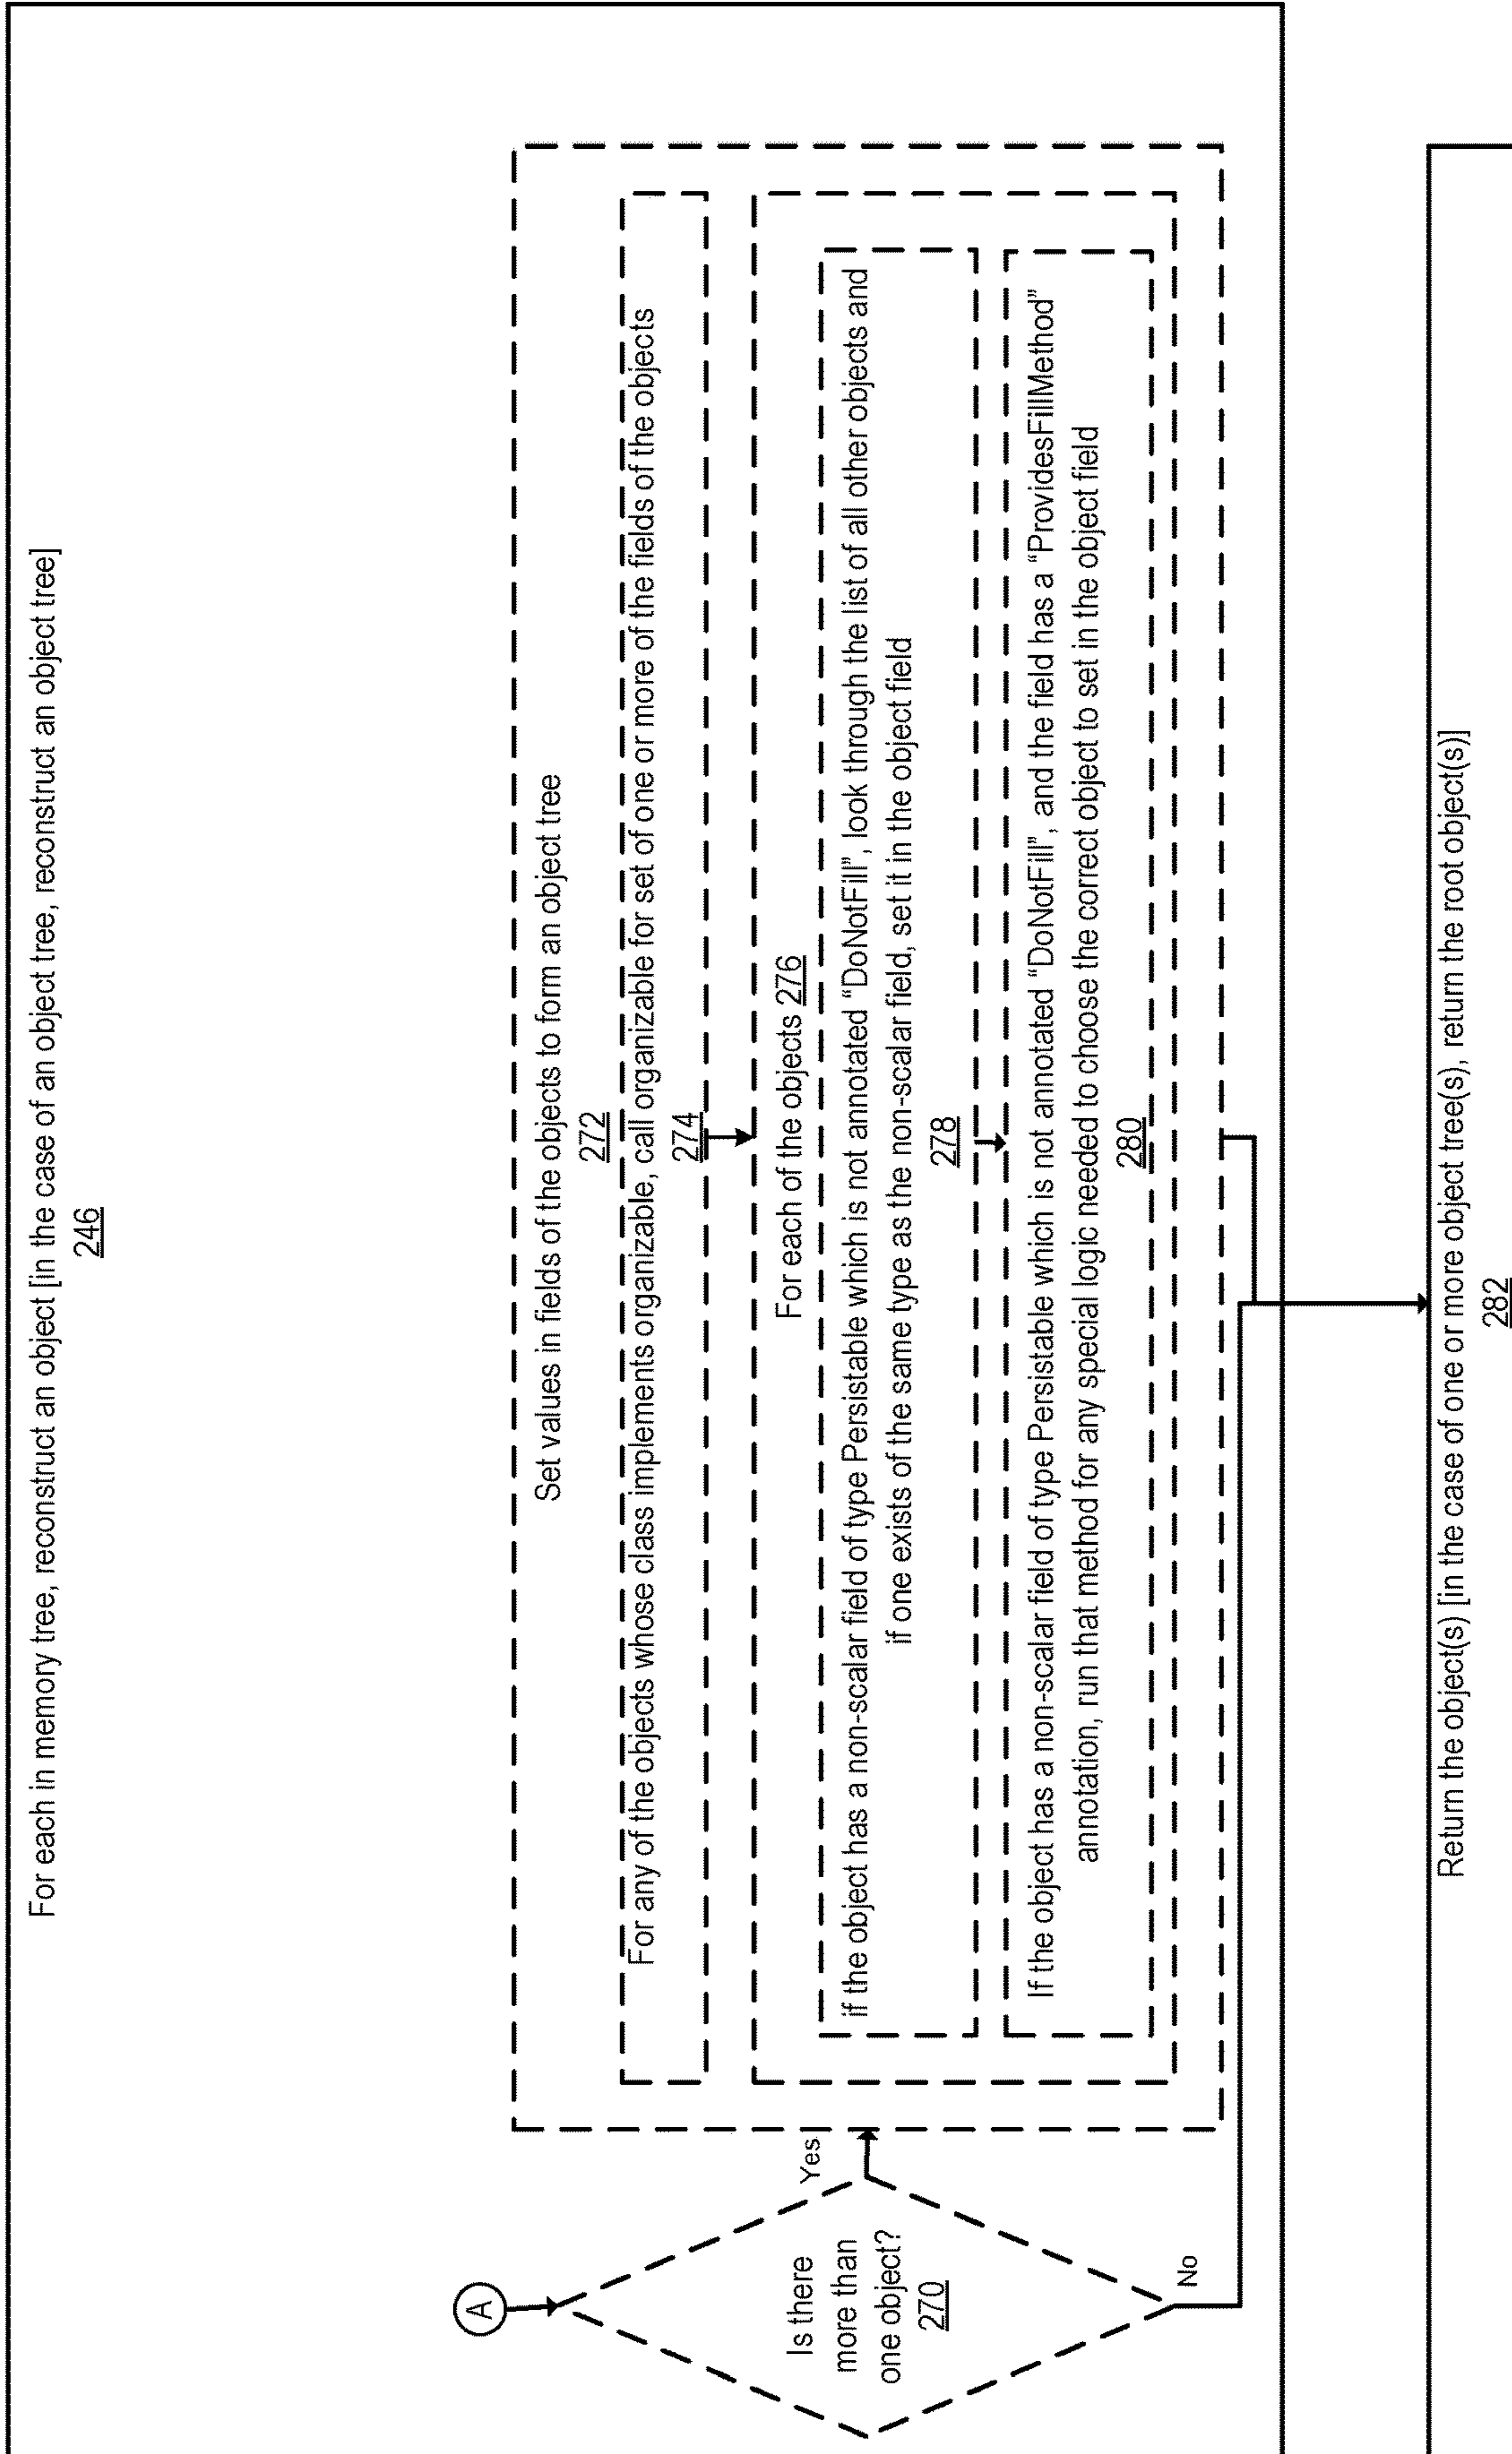 For each in memory tree, reconstruct an object [in the case of an object tree, reconstruct an object tree]
246
A
Is there
more than
one object?
270
Yes
No
Set values in fields of the objects to form an object tree
272
For any of the objects whose class implements organizable, call organizable for set of one or more of the fields of the objects
274
For each of the objects 276
if the object has a non-scalar field of type Persistable which is not annotated “DoNotFill”, look through the list of all other objects and
if one exists of the same type as the non-scalar field, set it in the object field
278
If the object has a non-scalar field of type Persistable which is not annotated “DoNotFill”, and the field has a “ProvidesFillMethod”
annotation, run that method for any special logic needed to choose the correct object to set in the object field
280
Return the object(s) [in the case of one or more object tree(s), return the root object(s)]
282